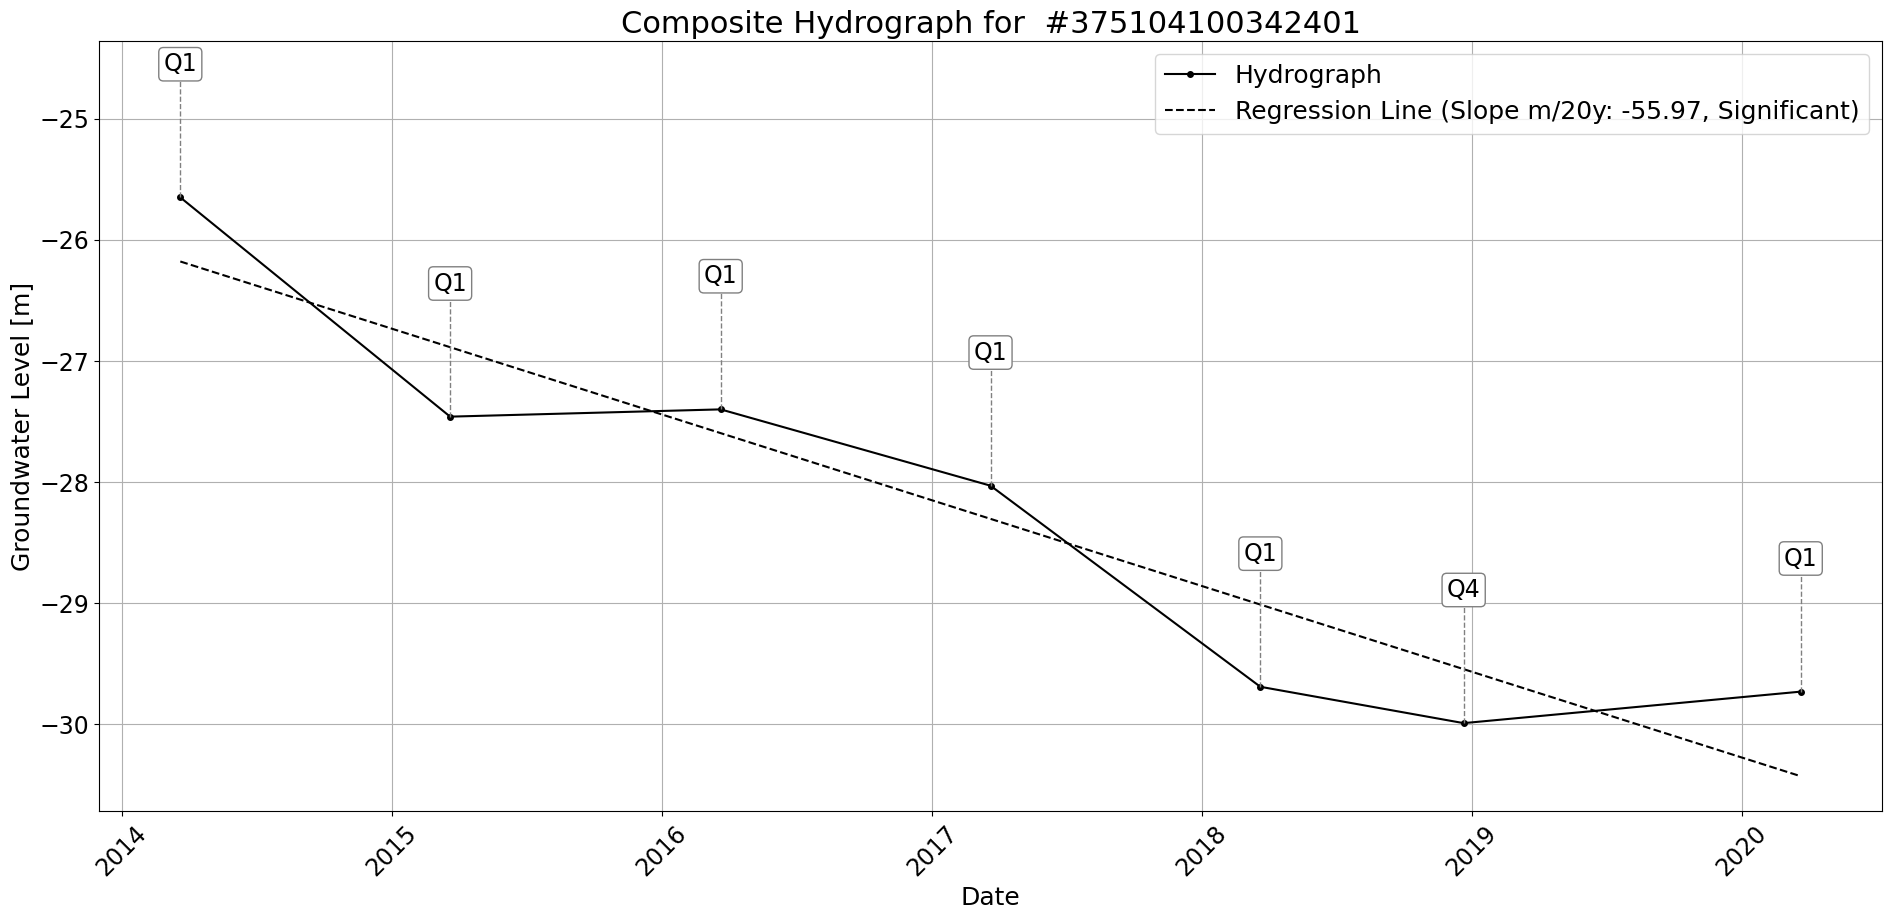 Composite Hydrograph for  #375104100342401
Hydrograph
Regression Line (Slope m/20y: -55.97, Significant)
Q1
Q1
Q1
Q1
Q1
Q4
Q1
Groundwater Level [m]
−25
−26
−27
−28
−29
−30
2014
2015
2016
2017
2018
2019
2020
Date